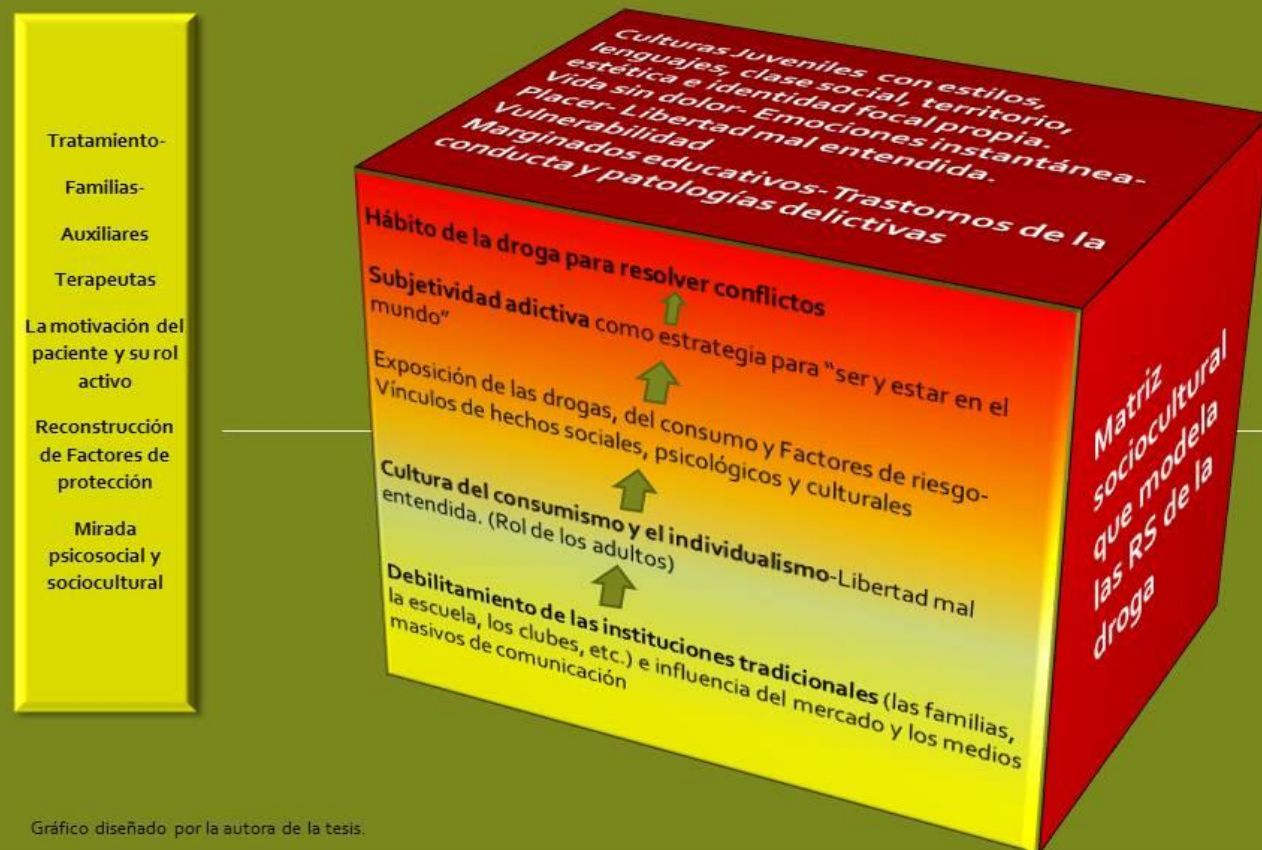 Tratamiento-
Familias-
Auxiliares
Terapeutas
La motivación del
paciente y su rol
activo
Reconstrucción
de Factores de
protección
Mirada
psicosocial y
sociocultural
Culturas Juveniles con estilos,
lenguajes, clase social, territorio,
estética e identidad focal propia.
Vida sin dolor- Emociones instantánea-
Placer- Libertad mal entendida.
Vulnerabilidad
Marginados educativos- Trastornos de la
conducta y patologías delictivas
Hábito de la droga para resolver conflictos
Subjetividad adictiva como estrategia para "ser y estar en el
mundo"
Exposición de las drogas, del consumo y Factores de riesgo-
Vínculos de hechos sociales, psicológicos y culturales
Cultura del consumismo y el individualismo-Libertad mal
entendida. (Rol de los adultos)
Debilitamiento de las instituciones tradicionales (las familias,
la escuela, los clubes, etc.) e influencia del mercado y los medios
masivos de comunicación
Matriz
sociocultural
que modela
las RS de la
droga
Gráfico diseñado por la autora de la tesis.